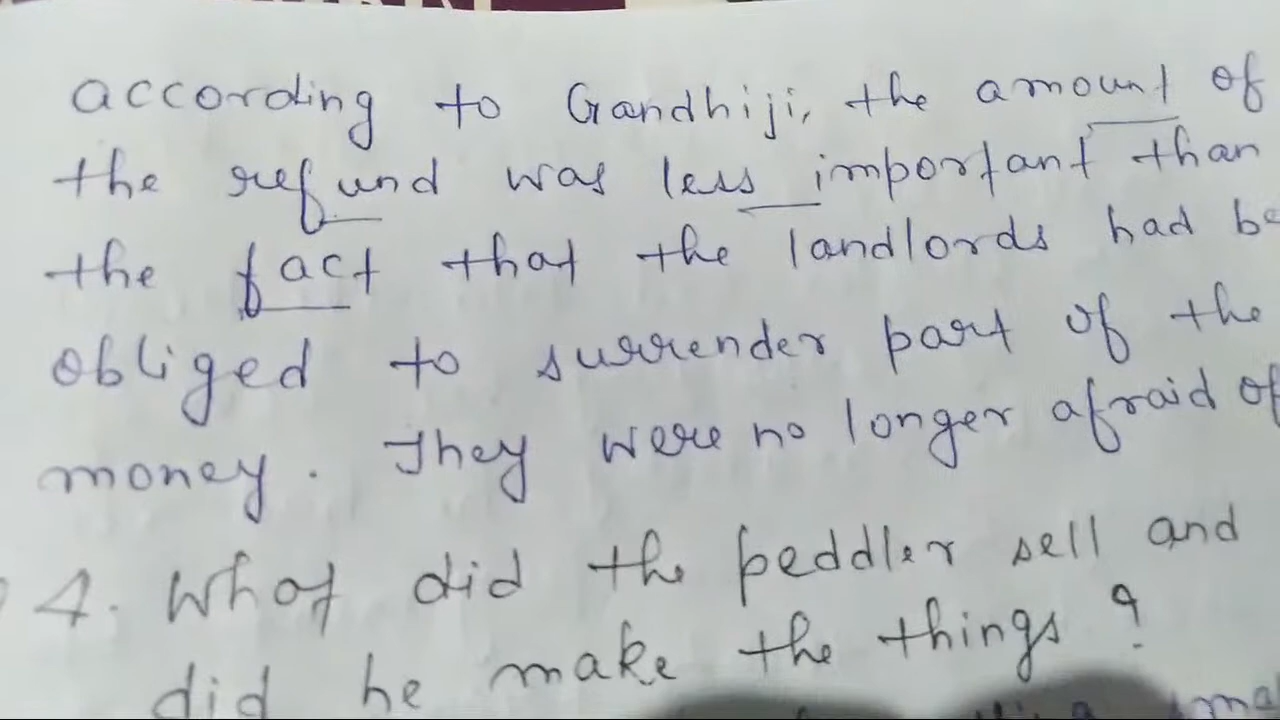 according to Gandhiji, the amount of
the refund was less important than
the fact that the landlords had be
obliged to surrender part of the
money. They were no longer afraid of
4. What did the peddler sell and
did he make the things ?